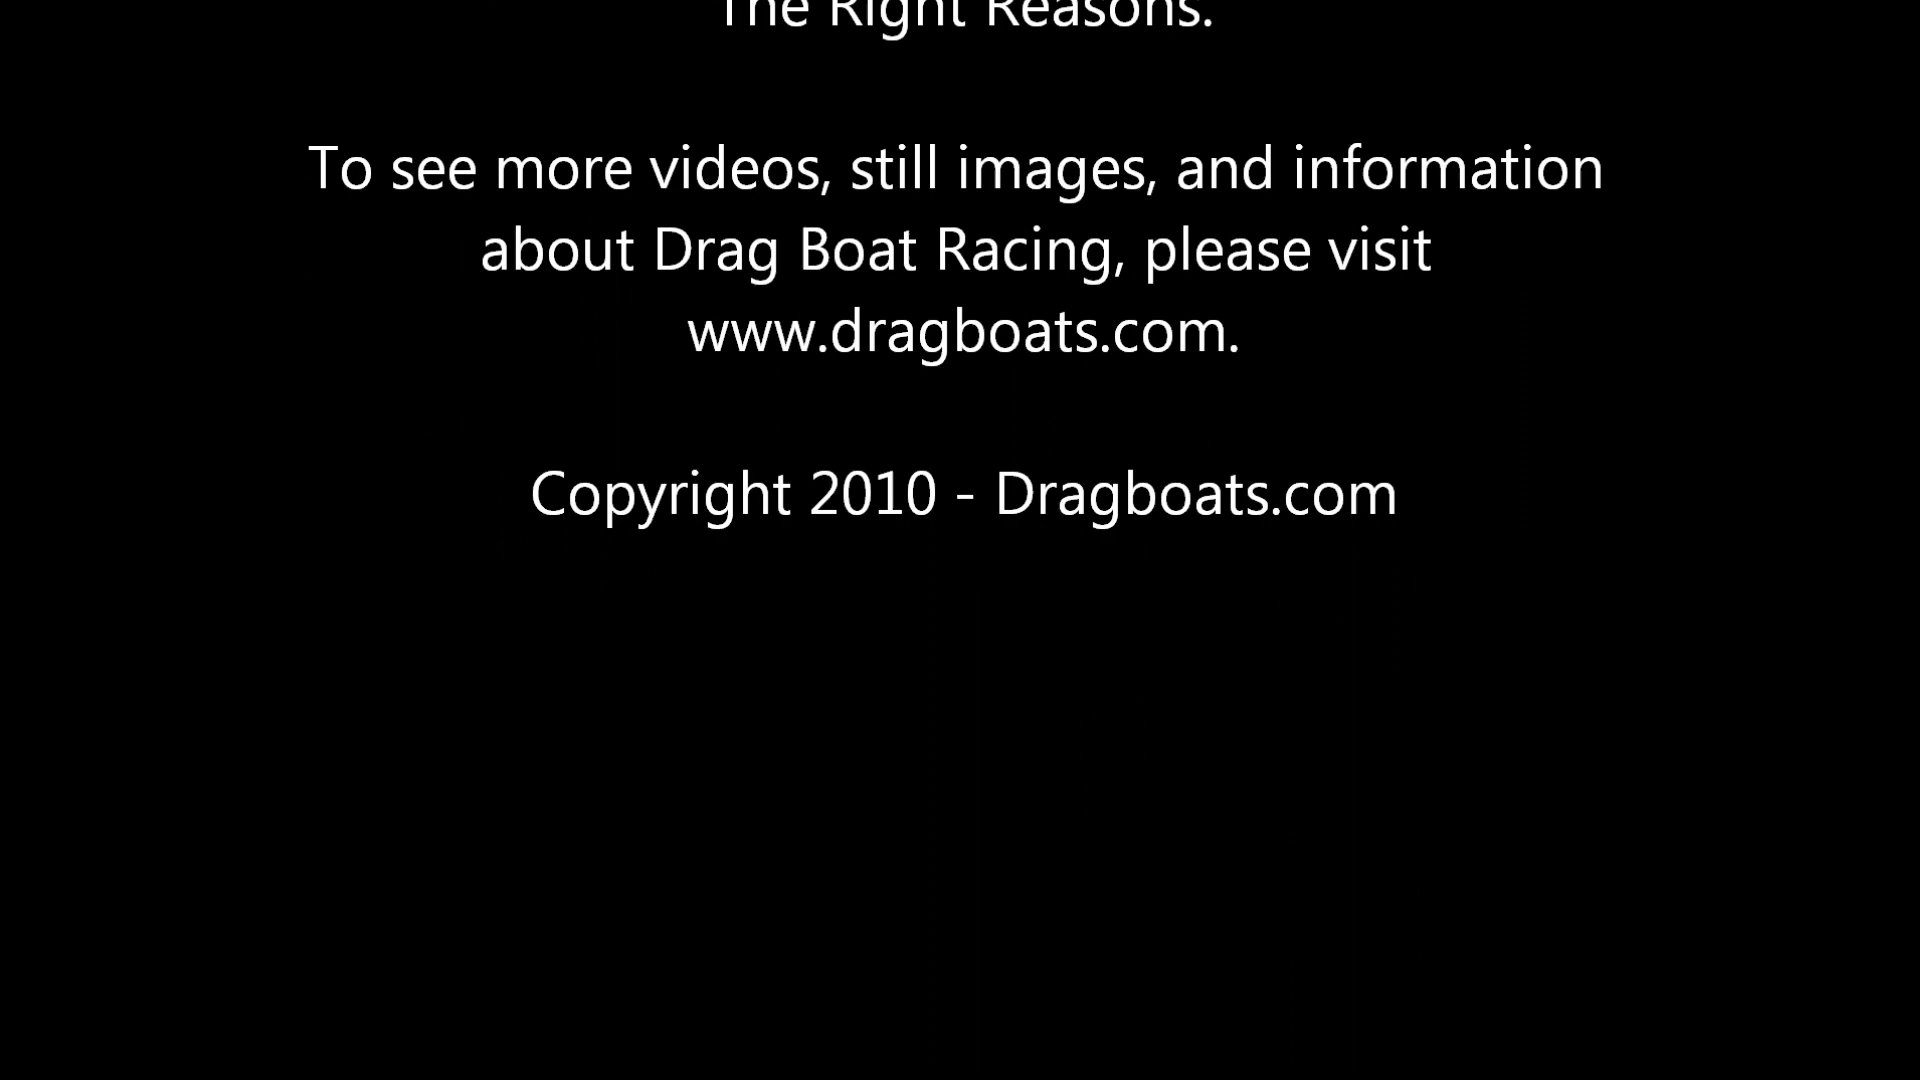 The Right Reasons.
To see more videos, still images, and information
about Drag Boat Racing, please visit
www.dragboats.com.
Copyright 2010 - Dragboats.com